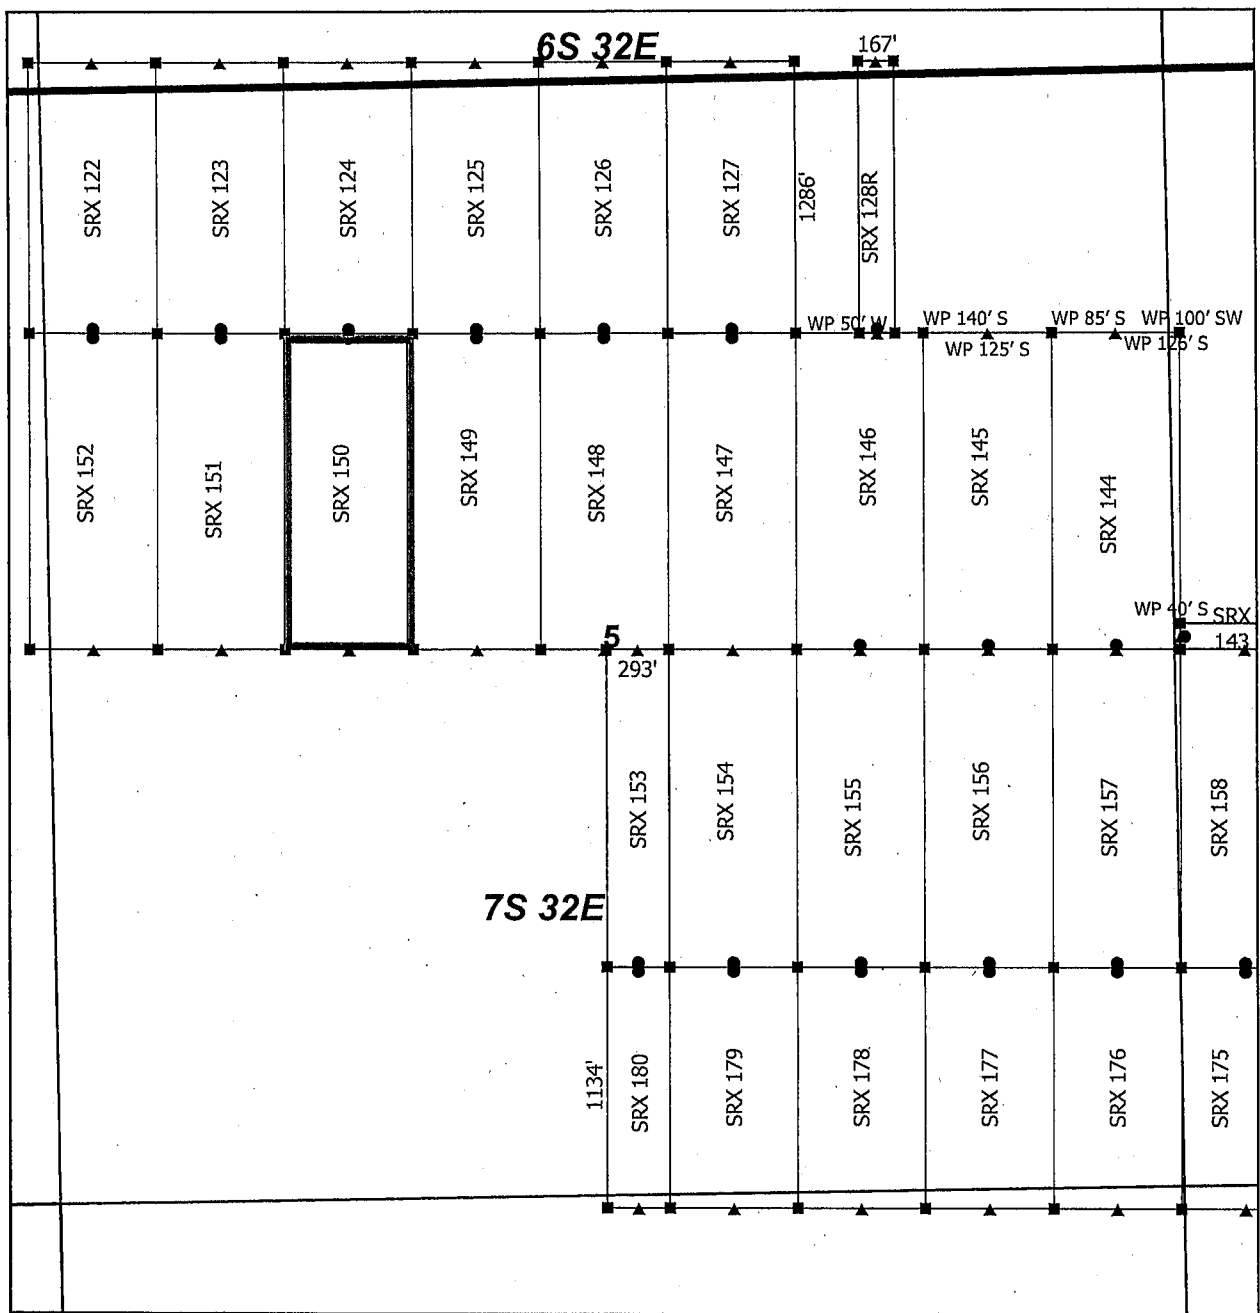 6S 32E
167'
SRX 122
SRX 123
SRX 124
SRX 125
SRX 126
SRX 127
1286'
SRX 128R
WP 50' W
WP 140' S
WP 85' S
WP 100' SW
WP 125' S
WP 126' S
SRX 152
SRX 151
SRX 150
SRX 149
SRX 148
SRX 147
SRX 146
SRX 145
SRX 144
WP 40' S
SRX
143
5
293'
SRX 153
SRX 154
SRX 155
SRX 156
SRX 157
SRX 158
7S 32E
1134'
SRX 180
SRX 179
SRX 178
SRX 177
SRX 176
SRX 175